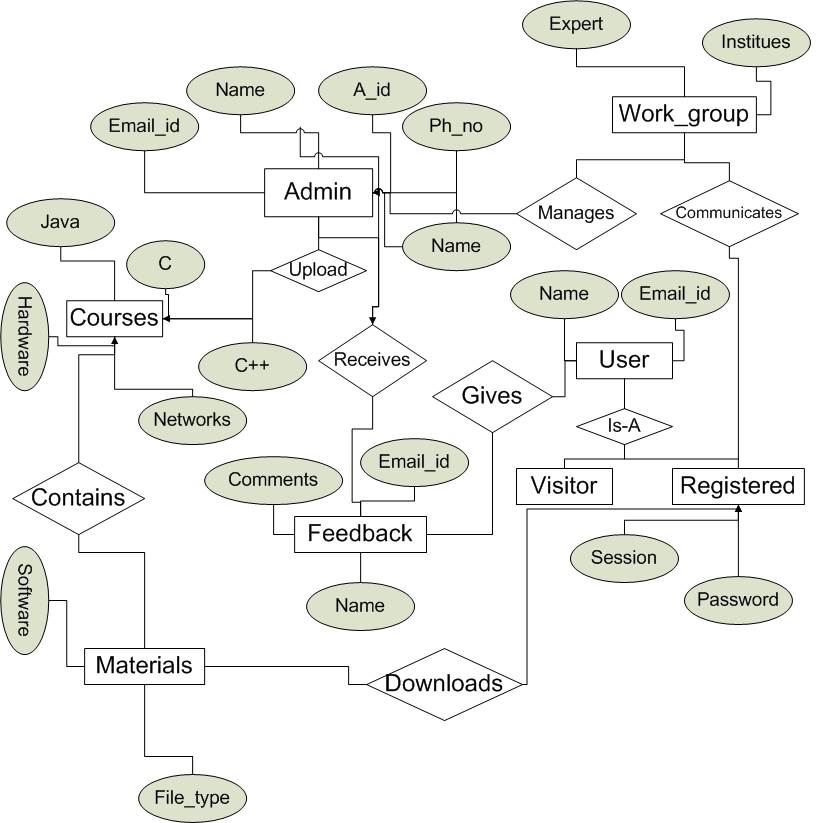 Expert
Institues
Name
A_id
Email_id
Ph_no
Work_group
Admin
Manages
Communicates
Java
Name
C
Upload
Hardware
Name
Email_id
Courses
C++
Receives
User
Gives
Networks
Is-A
Comments
Email_id
Contains
Visitor
Registered
Feedback
Session
Software
Name
Password
Materials
Downloads
File_type